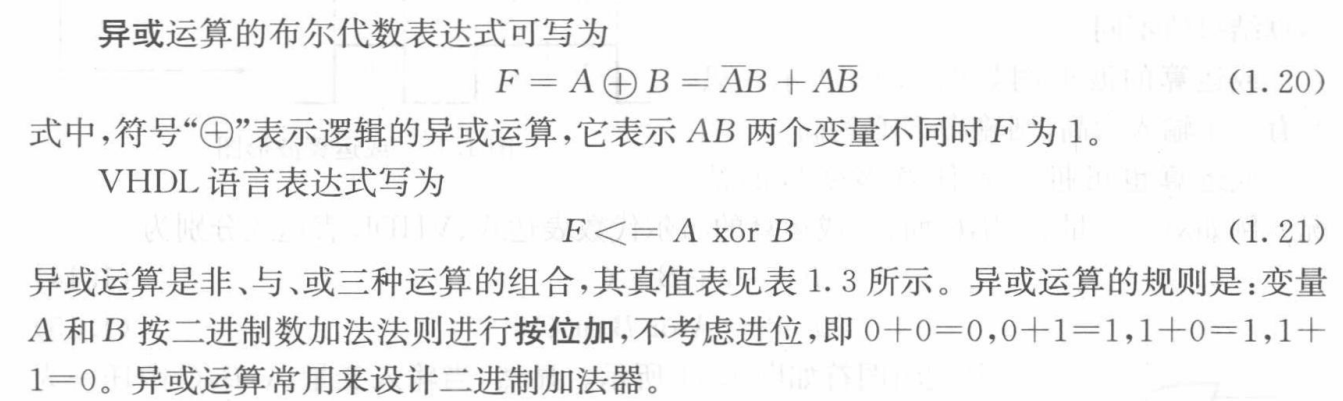 异或运算的布尔代数表达式可写为
F = A ⊕ B = A̅B + AB̅ (1.20)
式中,符号“⊕”表示逻辑的异或运算,它表示 AB 两个变量不同时 F 为 1。
VHDL 语言表达式写为
F <= A xor B (1.21)
异或运算是非、与、或三种运算的组合,其真值表见表 1.3 所示。异或运算的规则是:变量
A 和 B 按二进制数加法法则进行按位加,不考虑进位,即 0+0=0,0+1=1,1+0=1,1+
1=0。异或运算常用来设计二进制加法器。